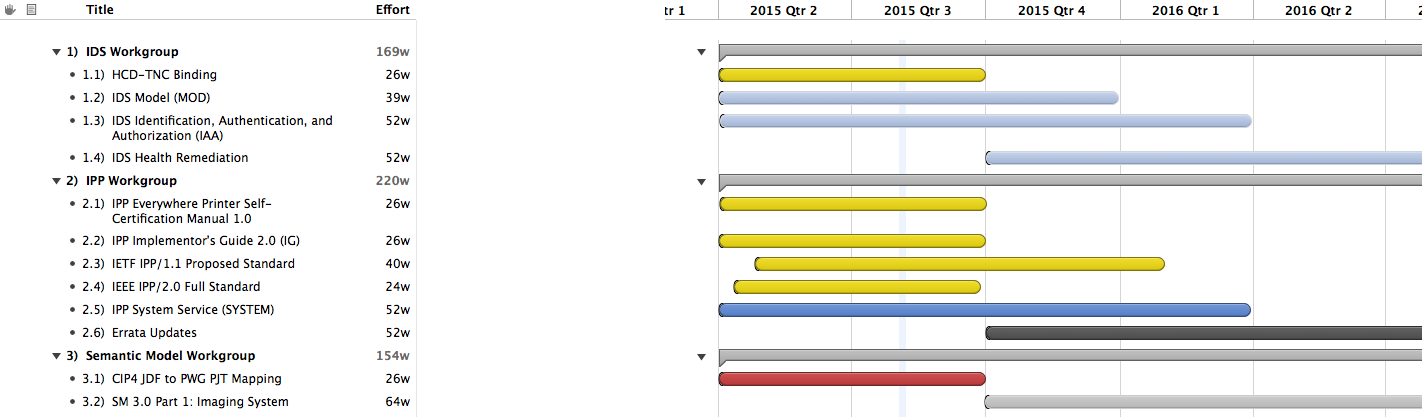 Title Effort tr 1 2015 Qtr 2 2015 Qtr 3 2015 Qtr 4 2016 Qtr 1 2016 Qtr 2 2
1) IDS Workgroup 169w
1.1) HCD-TNC Binding 26w
1.2) IDS Model (MOD) 39w
1.3) IDS Identification, Authentication, and 52w
Authorization (IAA)
1.4) IDS Health Remediation 52w
2) IPP Workgroup 220w
2.1) IPP Everywhere Printer Self- 26w
Certification Manual 1.0
2.2) IPP Implementor's Guide 2.0 (IG) 26w
2.3) IETF IPP/1.1 Proposed Standard 40w
2.4) IEEE IPP/2.0 Full Standard 24w
2.5) IPP System Service (SYSTEM) 52w
2.6) Errata Updates 52w
3) Semantic Model Workgroup 154w
3.1) CIP4 JDF to PWG PJT Mapping 26w
3.2) SM 3.0 Part 1: Imaging System 64w